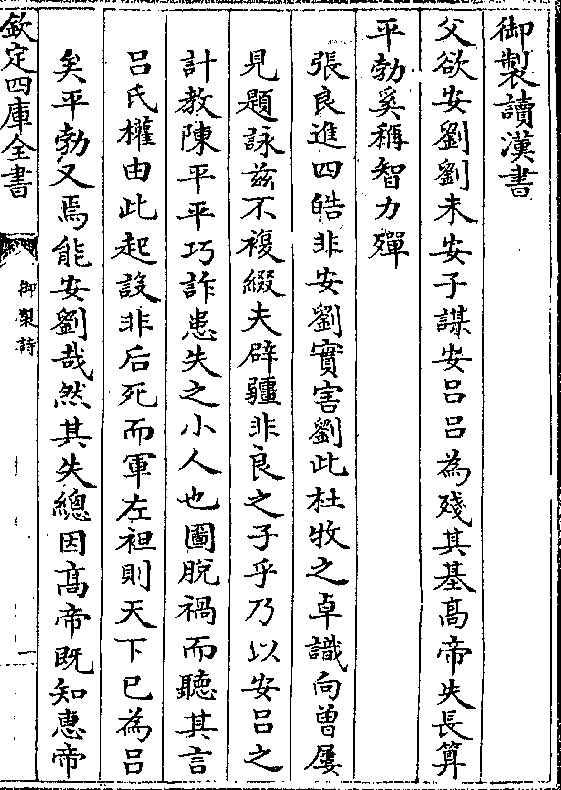 御製讀漢書
父欲安劉劉未安子謀安呂呂為殘其基髙帝失長算
平勃奚稱智力殫
張良進四皓非安劉實害劉此杜牧之卓識向曽屢
見題詠兹不複綴夫辟疆非良之子乎乃以安呂之
計教陳平平巧詐患失之小人也圖脱禍而聽其言
呂氏權由此起設非后死而軍左袒則天下已為呂
矣平勃又焉能安劉哉然其失總因髙帝既知惠帝
欽定四庫全書
御製詩
一